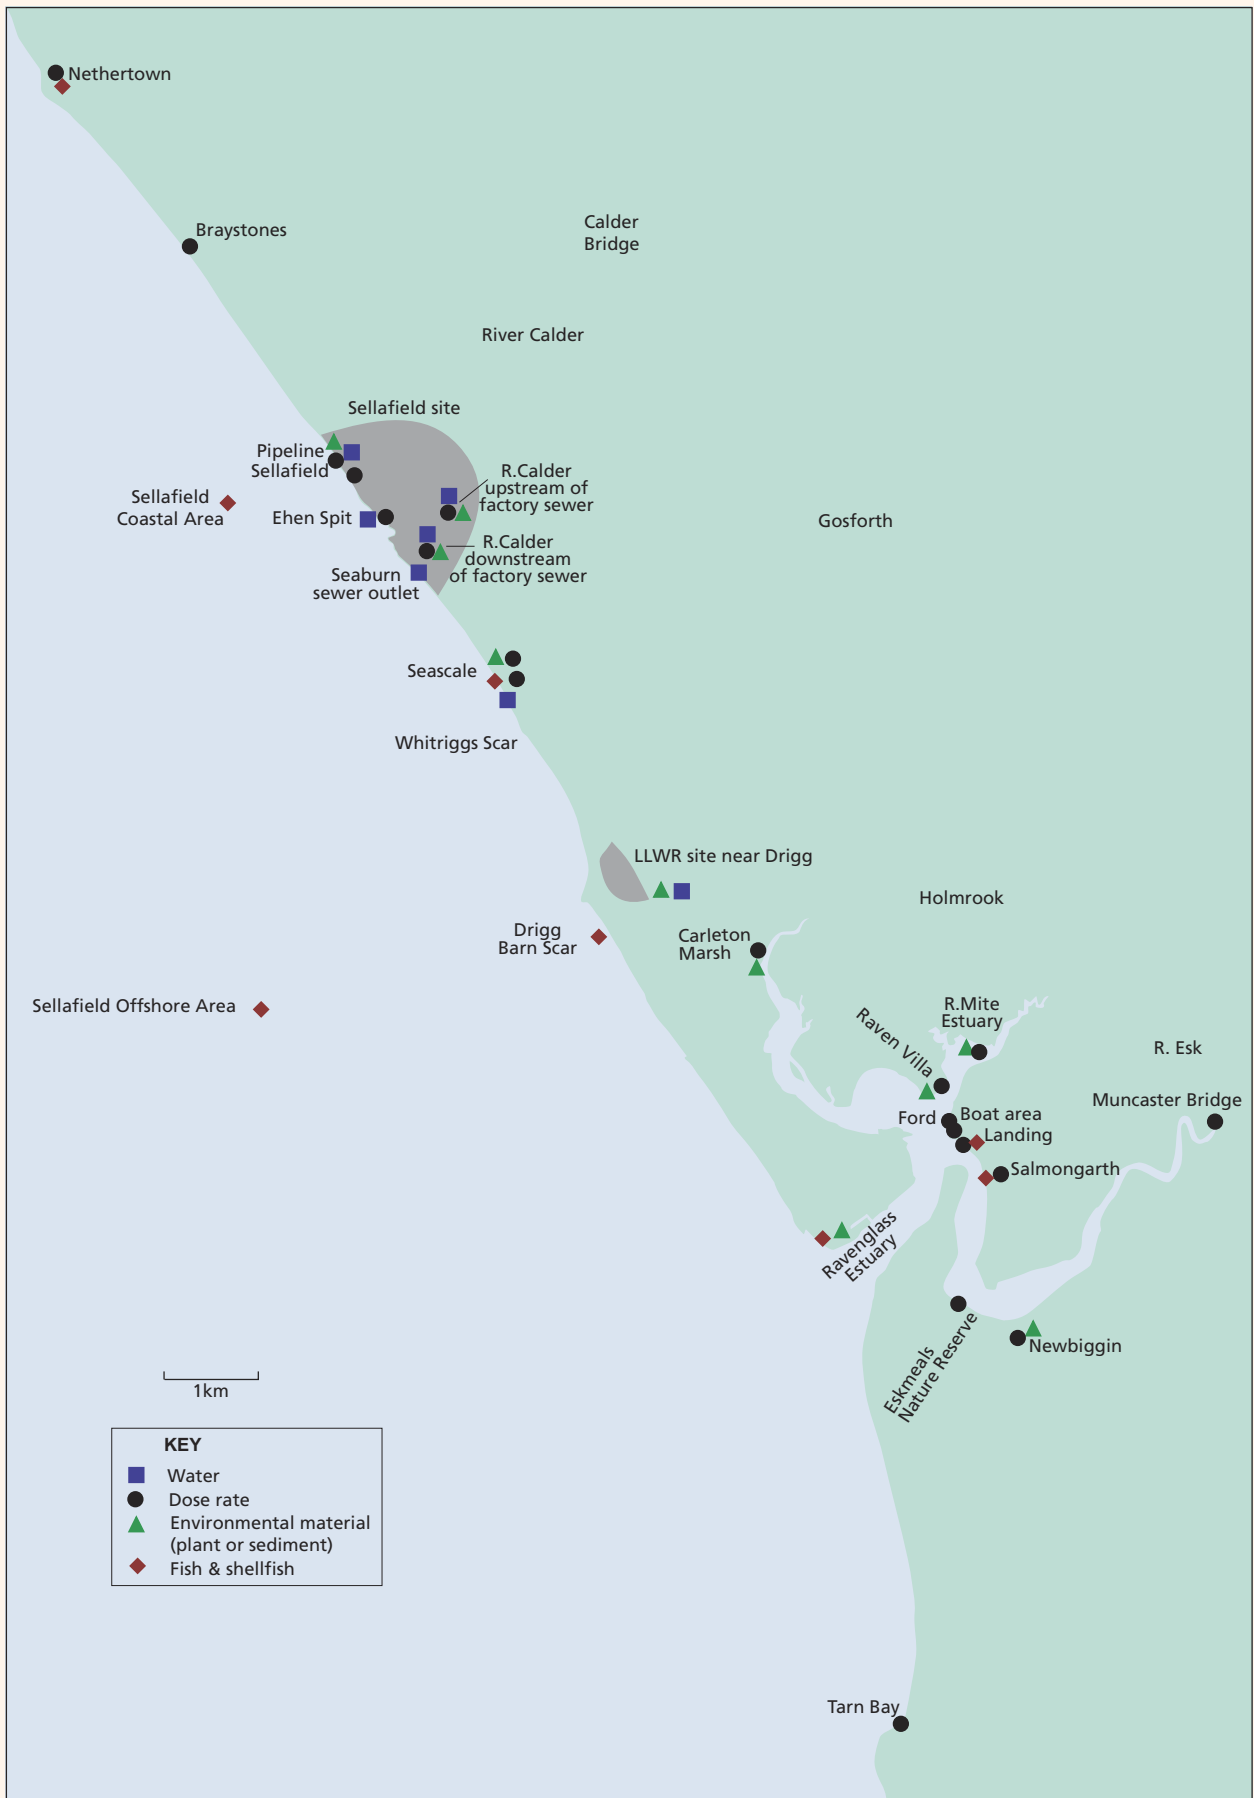 Nethertown
Braystones
Calder
Bridge
River Calder
Sellafield site
Pipeline
Sellafield
R.Calder
upstream of
factory sewer
Sellafield
Coastal Area
Ehen Spit
Gosforth
R.Calder
downstream
of factory sewer
Seaburn
sewer outlet
Seascale
Whitriggs Scar
LLWR site near Drigg
Holmrook
Drigg
Barn Scar
Carleton
Marsh
Sellafield Offshore Area
R.Mite
Estuary
Raven Villa
R. Esk
Muncaster Bridge
Ford
Boat area
Landing
Salmongarth
Ravenglass
Estuary
Eskmeals
Nature Reserve
Newbiggin
1km
KEY
Water
Dose rate
Environmental material
(plant or sediment)
Fish & shellfish
Tarn Bay